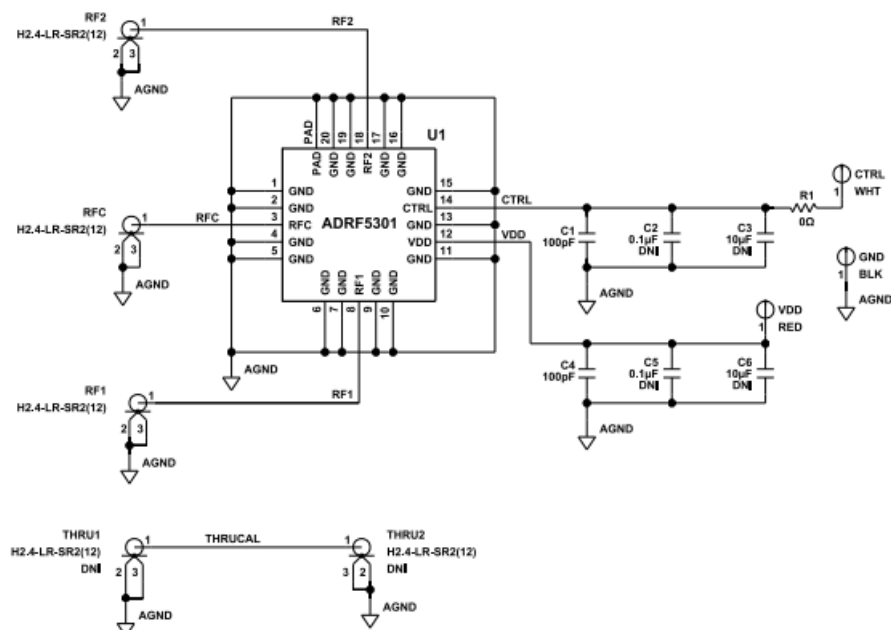 RF2
H2.4-LR-SR2(12)
1
RF2
2
3
AGND
U1
PAD
20
19
18
17
16
PAD
GND
GND
RF2
GND
GND
1
GND
2
GND
RFC
H2.4-LR-SR2(12)
1
RFC
3
RFC
4
GND
5
GND
2
3
AGND
ADRF5301
GND
15
CTRL
14
CTRL
GND
13
VDD
12
VDD
GND
11
GND
GND
RF1
GND
GND
6
7
8
9
10
AGND
C1
100pF
C2
0.1µF
DNI
C3
10µF
DNI
R1
0Ω
1
CTRL
WHT
AGND
GND
1
BLK
AGND
VDD
1
RED
C4
100pF
C5
0.1µF
DNI
C6
10µF
DNI
AGND
RF1
H2.4-LR-SR2(12)
1
RF1
2
3
AGND
THRU1
H2.4-LR-SR2(12)
DNI
1
THRUCAL
1
THRU2
H2.4-LR-SR2(12)
DNI
2
3
AGND
3
2
AGND